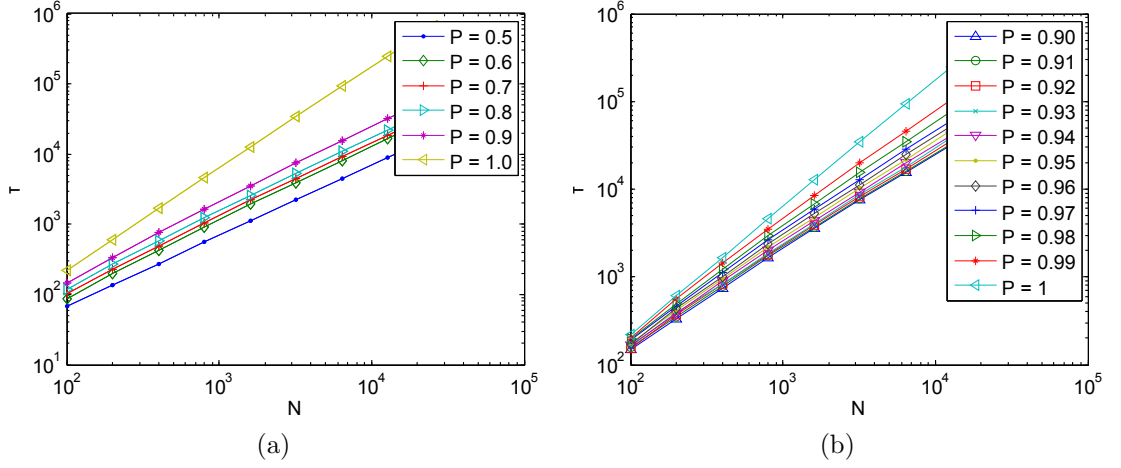 10^6
10^5
10^4
10^3
10^2
10^1
τ
10^2 10^3 10^4 10^5
N
P = 0.5
P = 0.6
P = 0.7
P = 0.8
P = 0.9
P = 1.0
(a)
10^6
10^5
10^4
10^3
10^2
τ
10^2 10^3 10^4 10^5
N
P = 0.90
P = 0.91
P = 0.92
P = 0.93
P = 0.94
P = 0.95
P = 0.96
P = 0.97
P = 0.98
P = 0.99
P = 1
(b)